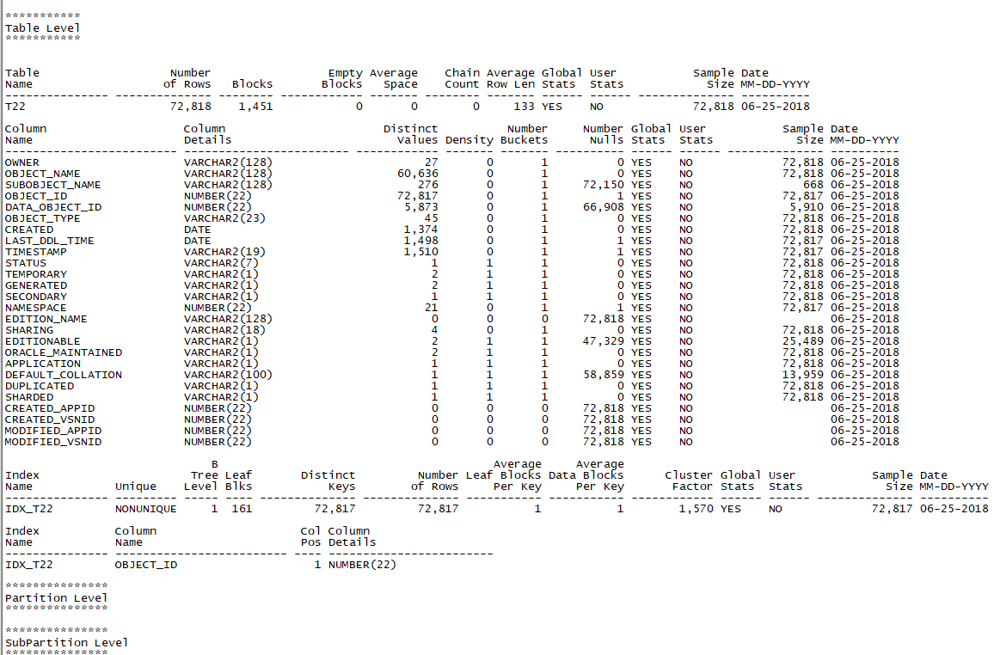 ***********
Table Level
***********
Table                   Number                 Empty Average    Chain Average Global User           Sample Date
Name                   of Rows   Blocks       Blocks   Space    Count Row Len Stats  Stats            Size MM-DD-YYYY
--------------- -------------- -------- ------------ ------- -------- ------- ------ ------ -------------- ----------
T22                     72,818    1,451            0       0        0     133 YES    NO             72,818 06-25-2018
Column                    Column                       Distinct          Number       Number Global User           Sample Date
Name                      Details                        Values Density Buckets        Nulls Stats  Stats            Size MM-DD-YYYY
------------------------- ------------------------ ------------ ------- ------- ------------ ------ ------ -------------- ----------
OWNER                     VARCHAR2(128)                      27       0       1            0 YES    NO             72,818 06-25-2018
OBJECT_NAME               VARCHAR2(128)                  60,636       0       1            0 YES    NO             72,818 06-25-2018
SUBOBJECT_NAME            VARCHAR2(128)                     276       0       1       72,150 YES    NO                668 06-25-2018
OBJECT_ID                 NUMBER(22)                     72,817       0       1            1 YES    NO             72,817 06-25-2018
DATA_OBJECT_ID            NUMBER(22)                      5,873       0       1       66,908 YES    NO              5,910 06-25-2018
OBJECT_TYPE               VARCHAR2(23)                       45       0       1            0 YES    NO             72,818 06-25-2018
CREATED                   DATE                            1,374       0       1            0 YES    NO             72,818 06-25-2018
LAST_DDL_TIME             DATE                            1,498       0       1            1 YES    NO             72,817 06-25-2018
TIMESTAMP                 VARCHAR2(19)                    1,510       0       1            1 YES    NO             72,817 06-25-2018
STATUS                    VARCHAR2(7)                         1       1       1            0 YES    NO             72,818 06-25-2018
TEMPORARY                 VARCHAR2(1)                         2       1       1            0 YES    NO             72,818 06-25-2018
GENERATED                 VARCHAR2(1)                         2       1       1            0 YES    NO             72,818 06-25-2018
SECONDARY                 VARCHAR2(1)                         1       1       1            0 YES    NO             72,818 06-25-2018
NAMESPACE                 NUMBER(22)                         21       0       1            1 YES    NO             72,817 06-25-2018
EDITION_NAME              VARCHAR2(128)                       0       0       0       72,818 YES    NO                    06-25-2018
SHARING                   VARCHAR2(18)                        4       0       1            0 YES    NO             72,818 06-25-2018
EDITIONABLE               VARCHAR2(1)                         2       1       1       47,329 YES    NO             25,489 06-25-2018
ORACLE_MAINTAINED         VARCHAR2(1)                         2       1       1            0 YES    NO             72,818 06-25-2018
APPLICATION               VARCHAR2(1)                         1       1       1            0 YES    NO             72,818 06-25-2018
DEFAULT_COLLATION         VARCHAR2(100)                       1       1       1       58,859 YES    NO             13,959 06-25-2018
DUPLICATED                VARCHAR2(1)                         1       1       1            0 YES    NO             72,818 06-25-2018
SHARDED                   VARCHAR2(1)                         1       1       1            0 YES    NO             72,818 06-25-2018
CREATED_APPID             NUMBER(22)                          0       0       0       72,818 YES    NO                    06-25-2018
CREATED_VSNID             NUMBER(22)                          0       0       0       72,818 YES    NO                    06-25-2018
MODIFIED_APPID            NUMBER(22)                          0       0       0       72,818 YES    NO                    06-25-2018
MODIFIED_VSNID            NUMBER(22)                          0       0       0       72,818 YES    NO                    06-25-2018
                              B                                        Average     Average
Index                      Tree Leaf       Distinct         Number Leaf Blocks Data Blocks      Cluster Global User           Sample Date
Name            Unique    Level Blks           Keys        of Rows     Per Key     Per Key       Factor Stats  Stats            Size MM-DD-YYYY
--------------- --------- ----- ---- -------------- -------------- ----------- ----------- ------------ ------ ------ -------------- ----------
IDX_T22         NONUNIQUE     1  161         72,817         72,817           1           1        1,570 YES    NO             72,817 06-25-2018
Index           Column                     Col Column
Name            Name                       Pos Details
--------------- ------------------------- ---- ------------------------
IDX_T22         OBJECT_ID                    1 NUMBER(22)
***************
Partition Level
***************
***************
SubPartition Level
***************